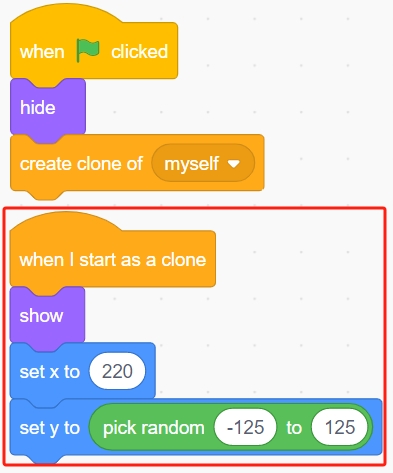 when clicked
hide
create clone of myself
when I start as a clone
show
set x to 220
set y to pick random -125 to 125